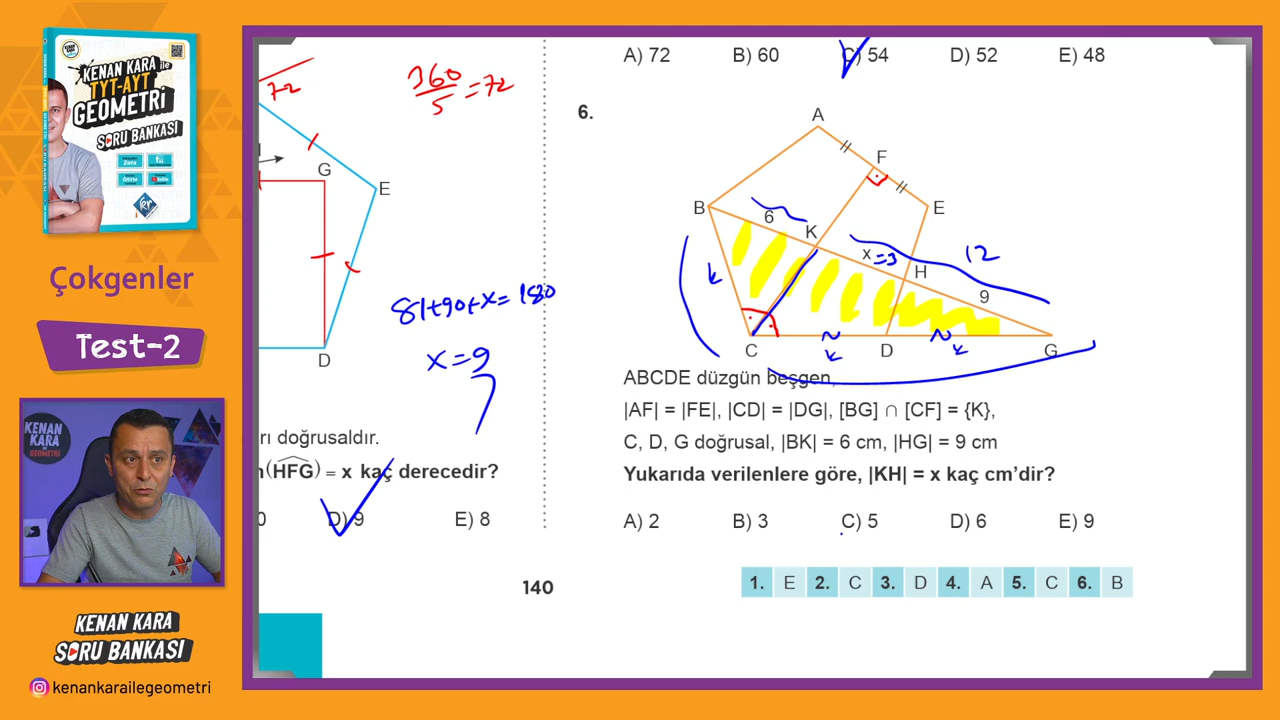 KENAN KARA
KENAN KARA ile
TYT-AYT
GEOMETRİ
SORU BANKASI
Çokgenler
Test-2
KENAN KARA
SORU BANKASI
kenankarailegeometri
72
360/5 = 72
G
E
D
81+90+x=180
x=9
rı doğrusaldır.
(HFG) = x kaç derecedir?
0 D) 9 E) 8
140
A) 72 B) 60 C) 54 D) 52 E) 48
6.
A
F
B
E
6
K
x
=3
12
H
9
k
C
k
D
k
G
ABCDE düzgün beşgen,
|AF| = |FE|, |CD| = |DG|, [BG] ∩ [CF] = {K},
C, D, G doğrusal, |BK| = 6 cm, |HG| = 9 cm
Yukarıda verilenlere göre, |KH| = x kaç cm'dir?
A) 2 B) 3 C) 5 D) 6 E) 9
1. E 2. C 3. D 4. A 5. C 6. B